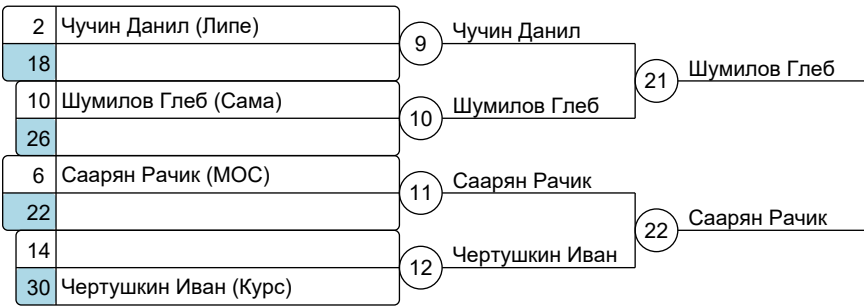 2 Чучин Данил (Липе)
18
9 Чучин Данил
10 Шумилов Глеб (Сама)
26
10 Шумилов Глеб
21 Шумилов Глеб
6 Саарян Рачик (МОС)
22
11 Саарян Рачик
14
30 Чертушкин Иван (Курс)
12 Чертушкин Иван
22 Саарян Рачик